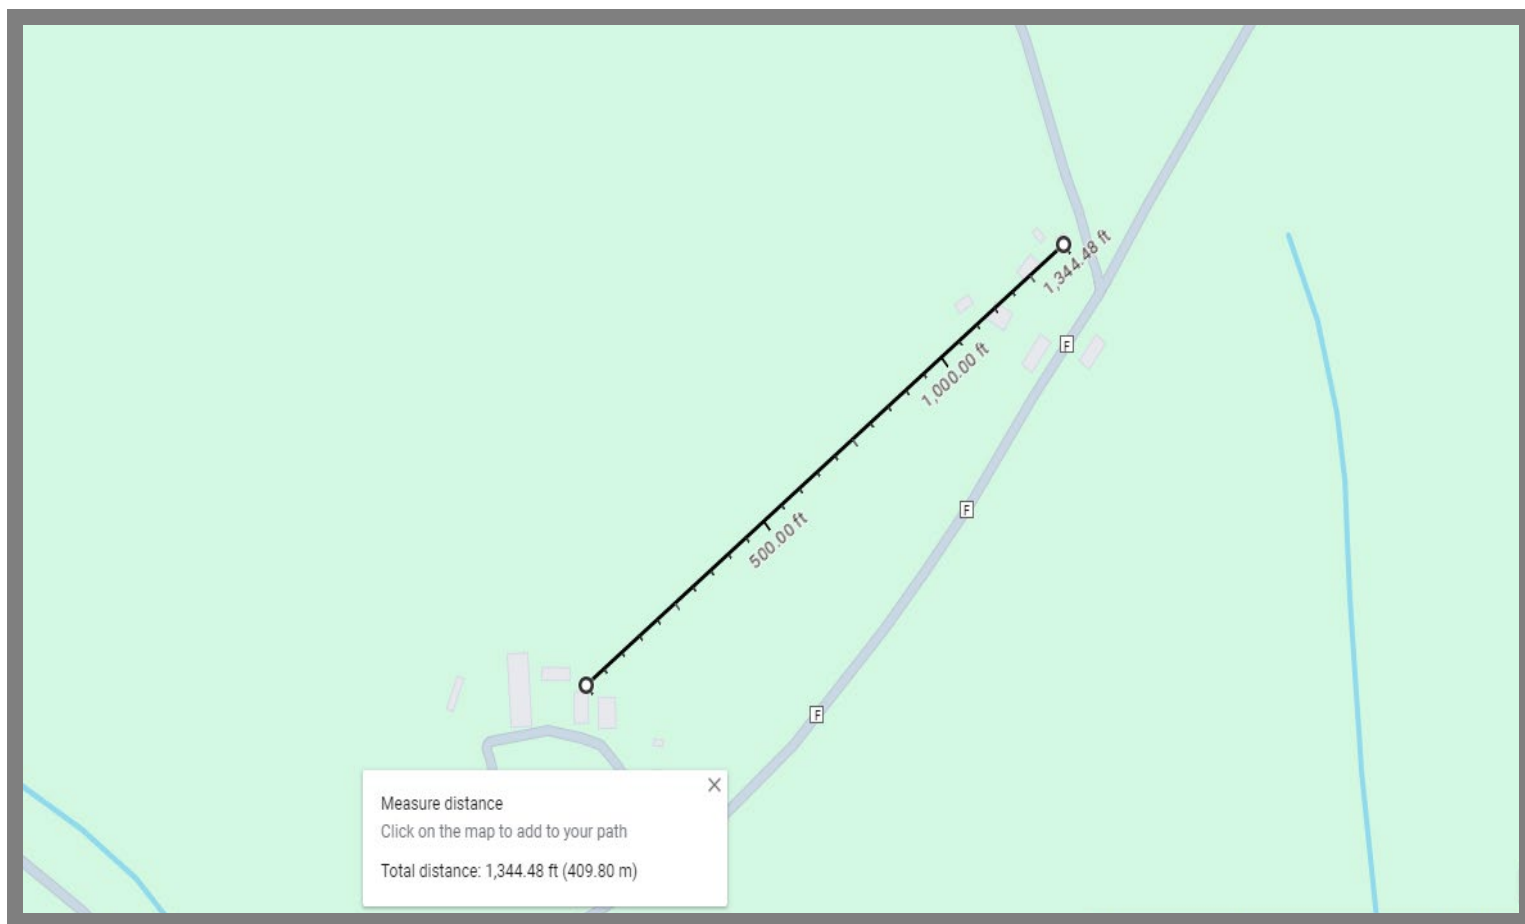 1,344.48 ft
F
1,000.00 ft
F
500.00 ft
F
Measure distance
Click on the map to add to your path
Total distance: 1,344.48 ft (409.80 m)